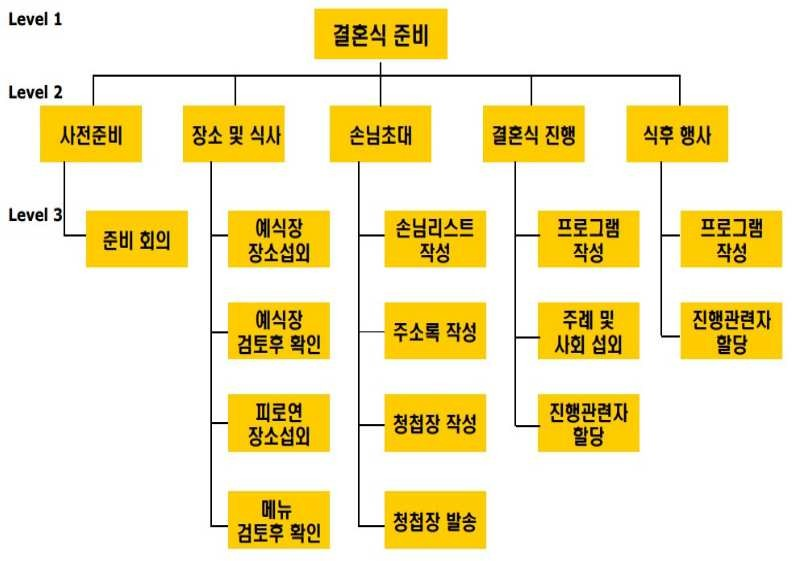 Level 1
결혼식 준비
Level 2
사전준비
장소 및 식사
손님초대
결혼식 진행
식후 행사
Level 3
준비 회의
예식장
장소섭외
손님리스트
작성
프로그램
작성
프로그램
작성
예식장
검토후 확인
주소록 작성
주례 및
사회 섭외
진행관련자
할당
피로연
장소섭외
청첩장 작성
진행관련자
할당
메뉴
검토후 확인
청첩장 발송